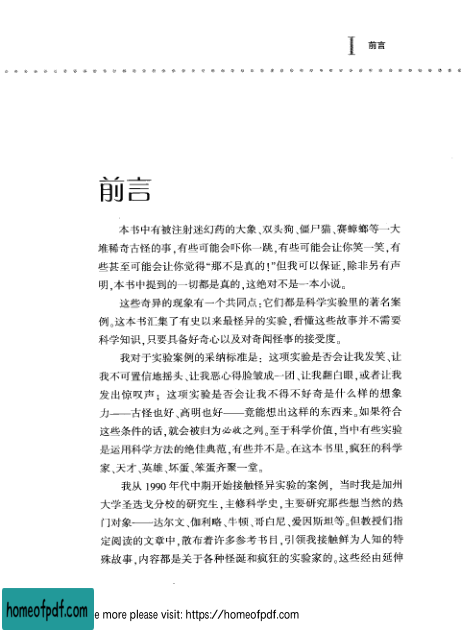 I 前言
前言
本书中有被注射迷幻药的大象、双头狗、僵尸猫、赛蟑螂等一大
堆稀奇古怪的事,有些可能会吓你一跳,有些可能会让你笑一笑,有
些甚至可能会让你觉得“那不是真的!”但我可以保证,除非另有声
明,本书中提到的一切都是真的,这绝对不是一本小说。
这些奇异的现象有一个共同点:它们都是科学实验里的著名案
例。这本书汇集了有史以来最怪异的实验,看懂这些故事并不需要
科学知识,只要具备好奇心以及对奇闻怪事的接受度。
我对于实验案例的采纳标准是:这项实验是否会让我发笑、让
我不可置信地摇头、让我恶心得脸皱成一团、让我翻白眼,或者让我
发出惊叹声;这项实验是否会让我不得不好奇是什么样的想象
力——古怪也好、高明也好——竟能想出这样的东西来。如果符合
这些条件的话,就会被归为必收之列。至于科学价值,当中有些实验
是运用科学方法的绝佳典范,有些并不是。在这本书里,疯狂的科学
家、天才、英雄、坏蛋、笨蛋齐聚一堂。
我从 1990 年代中期开始接触怪异实验的案例,当时我是加州
大学圣迭戈分校的研究生,主修科学史,主要研究那些想当然的热
门对象——达尔文、伽利略、牛顿、哥白尼、爱因斯坦等。但教授们指
定阅读的文章中,散布着许多参考书目,引领我接触鲜为人知的特
殊故事,内容都是关于各种怪诞和疯狂的实验家的。这些经由延伸
homeofpdf.com
e more please visit: https://homeofpdf.com